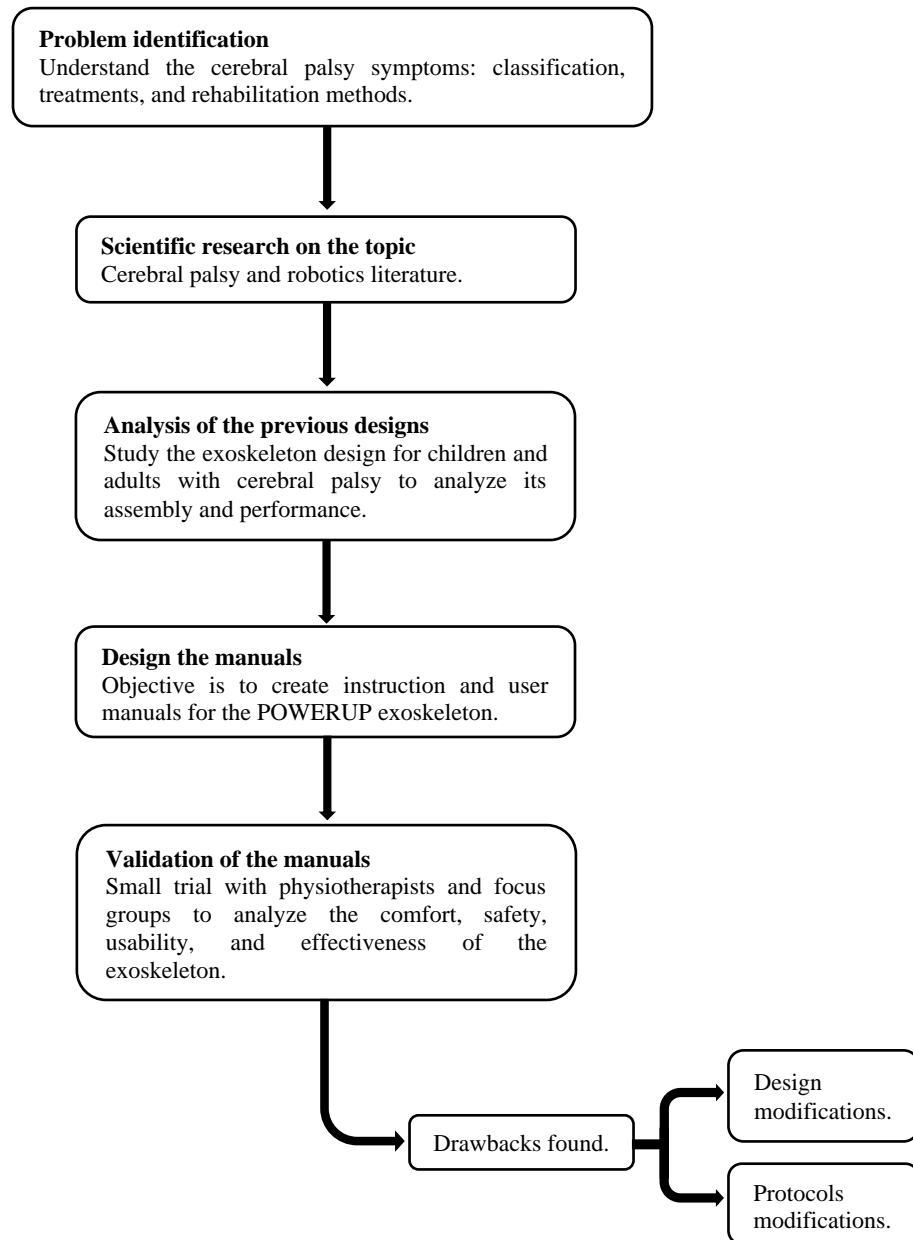 Problem identification
Understand the cerebral palsy symptoms: classification,
treatments, and rehabilitation methods.
Scientific research on the topic
Cerebral palsy and robotics literature.
Analysis of the previous designs
Study the exoskeleton design for children and
adults with cerebral palsy to analyze its
assembly and performance.
Design the manuals
Objective is to create instruction and user
manuals for the POWERUP exoskeleton.
Validation of the manuals
Small trial with physiotherapists and focus
groups to analyze the comfort, safety,
usability, and effectiveness of the
exoskeleton.
Drawbacks found.
Design
modifications.
Protocols
modifications.